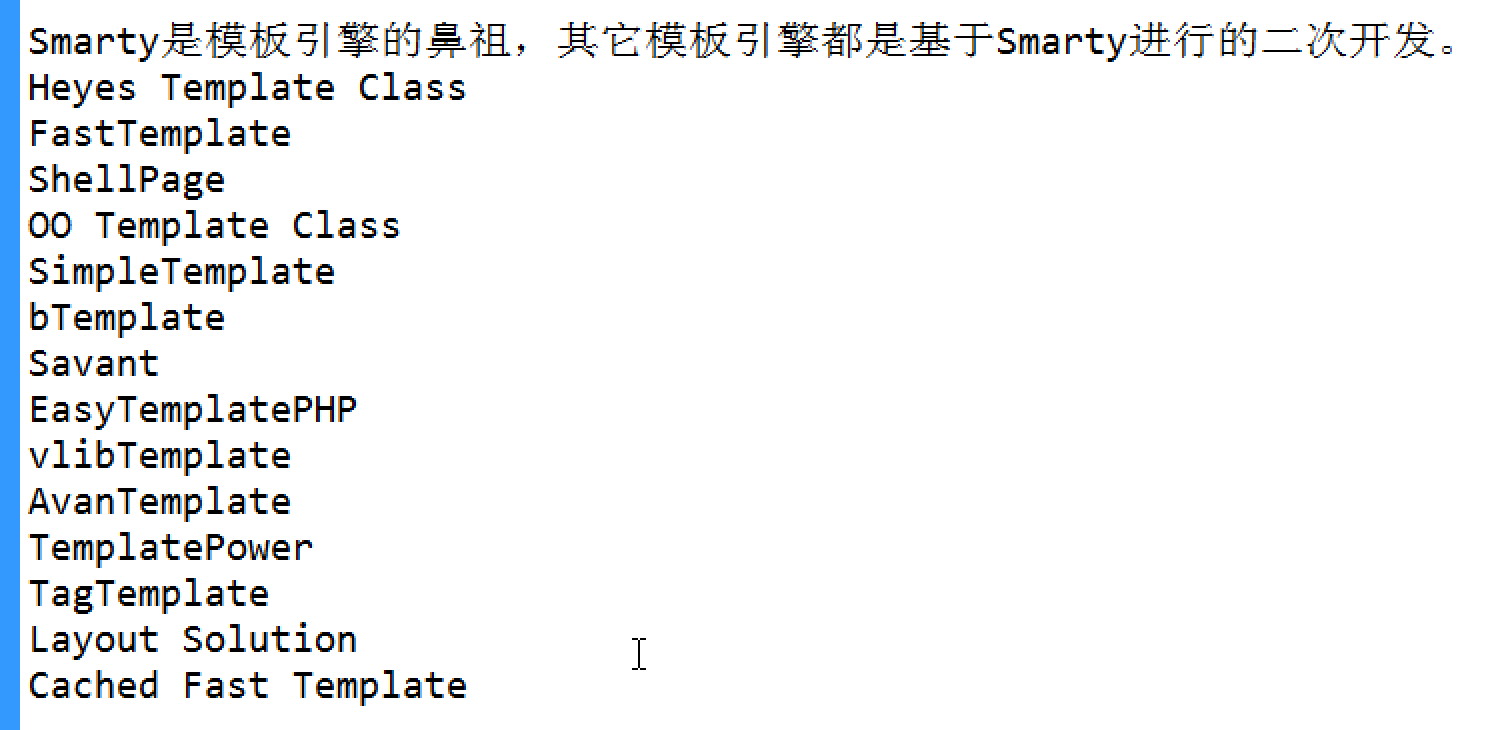 Smarty是模板引擎的鼻祖，其它模板引擎都是基于Smarty进行的二次开发。
Heyes Template Class
FastTemplate
ShellPage
OO Template Class
SimpleTemplate
bTemplate
Savant
EasyTemplatePHP
vlibTemplate
AvanTemplate
TemplatePower
TagTemplate
Layout Solution
Cached Fast Template